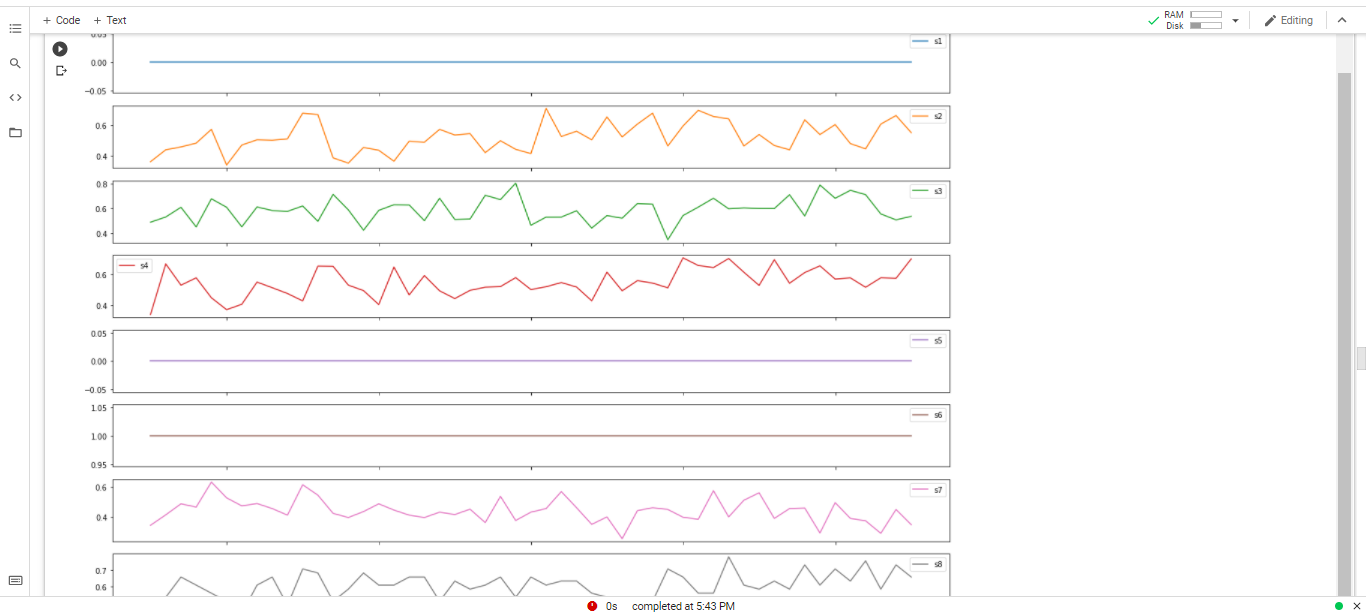 + Code + Text
RAM
Disk
Editing
0.05
s1
0.00
−0.05
s2
0.6
0.4
0.8
s3
0.6
0.4
s4
0.6
0.4
0.05
s5
0.00
−0.05
1.05
s6
1.00
0.95
0.6
s7
0.4
s8
0.7
0.6
0s completed at 5:43 PM